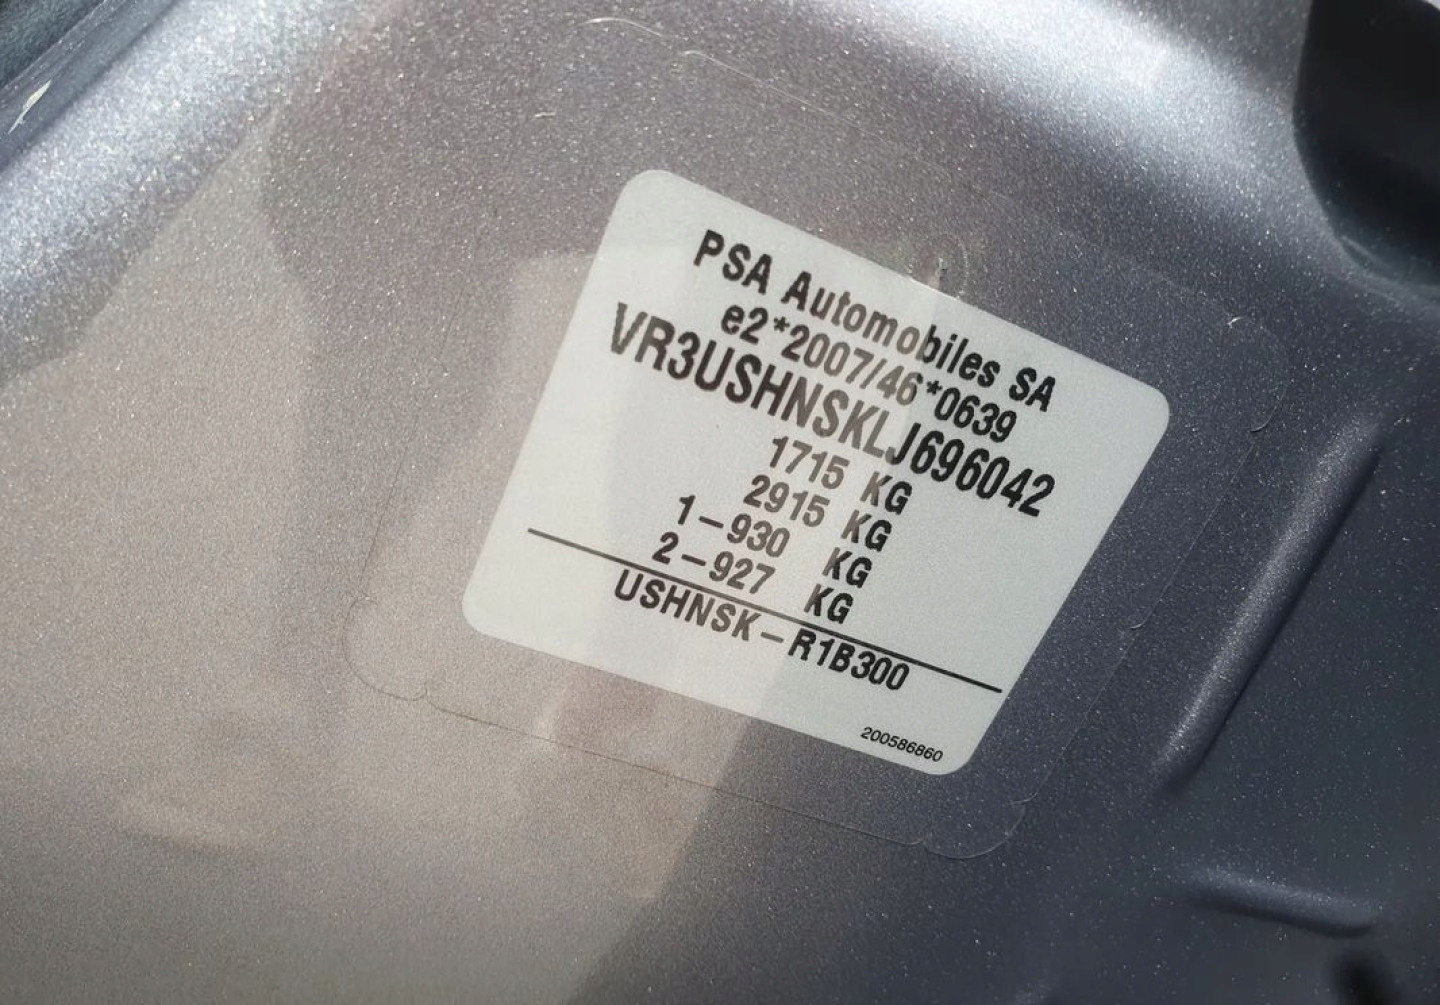 PSA Automobiles SA
e2*2007/46*0639
VR3USHNSKLJ696042
1715 KG
2915 KG
1-930 KG
2-927 KG
USHNSK-R1B300
200586860